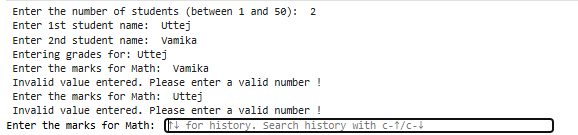 Enter the number of students (between 1 and 50):  2
Enter 1st student name:  Uttej
Enter 2nd student name:  Vamika
Entering grades for: Uttej
Enter the marks for Math:  Vamika
Invalid value entered. Please enter a valid number !
Enter the marks for Math:  Uttej
Invalid value entered. Please enter a valid number !
Enter the marks for Math:  ↑↓ for history. Search history with c-↑/c-↓